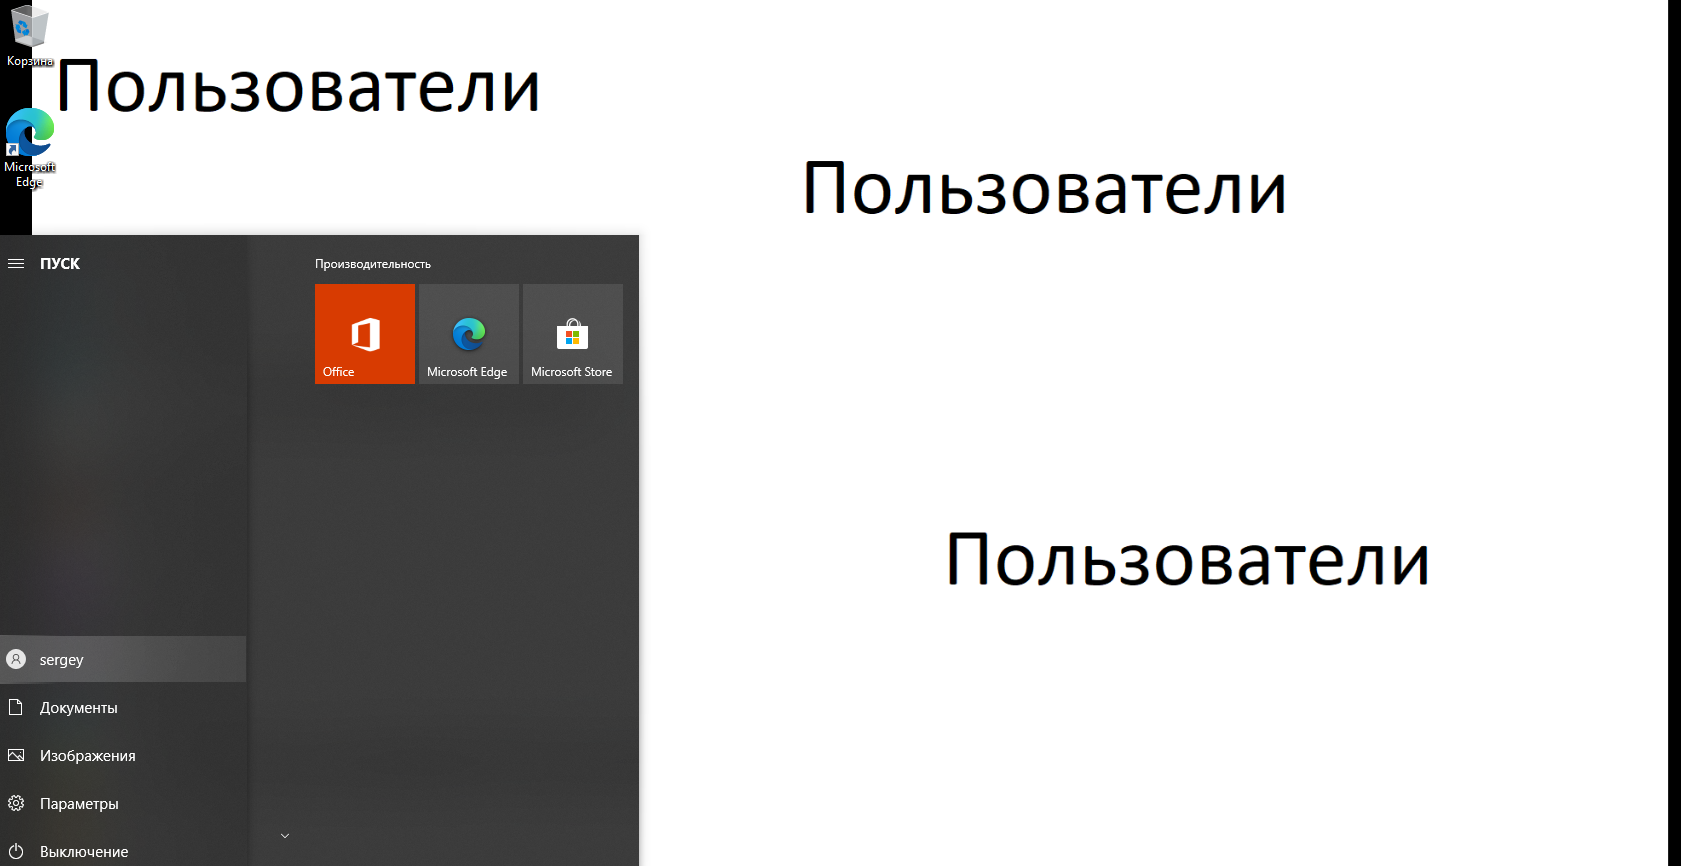 Корзина
Пользователи
Microsoft
Edge
Пользователи
ПУСК
Производительность
Office
Microsoft Edge
Microsoft Store
Пользователи
sergey
Документы
Изображения
Параметры
Выключение